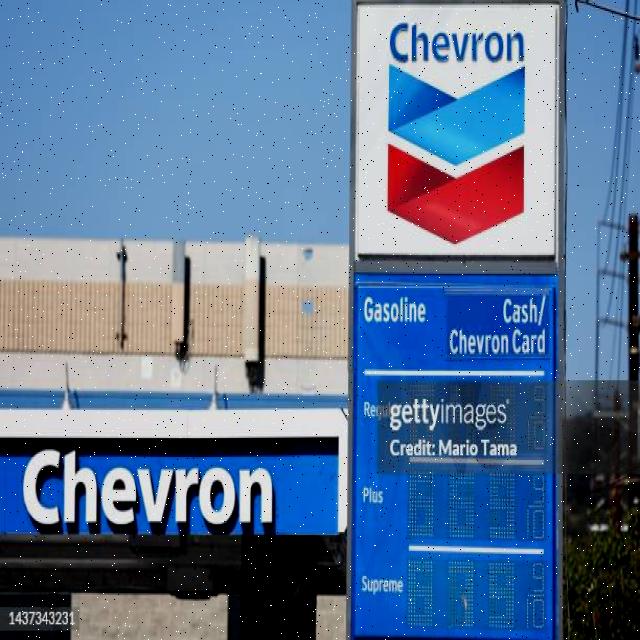 Chevron
Gasoline
Cash/
Chevron Card
gettyimages®
Credit: Mario Tama
Plus
Chevron
Supreme
1437343231